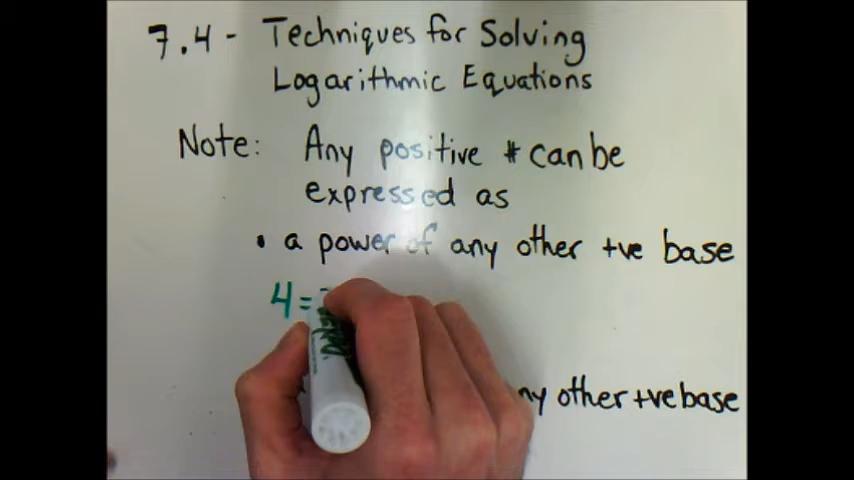 7.4 - Techniques for Solving
Logarithmic Equations
Note: Any positive # can be
expressed as
• a power of any other +ve base
4 =
any other +ve base